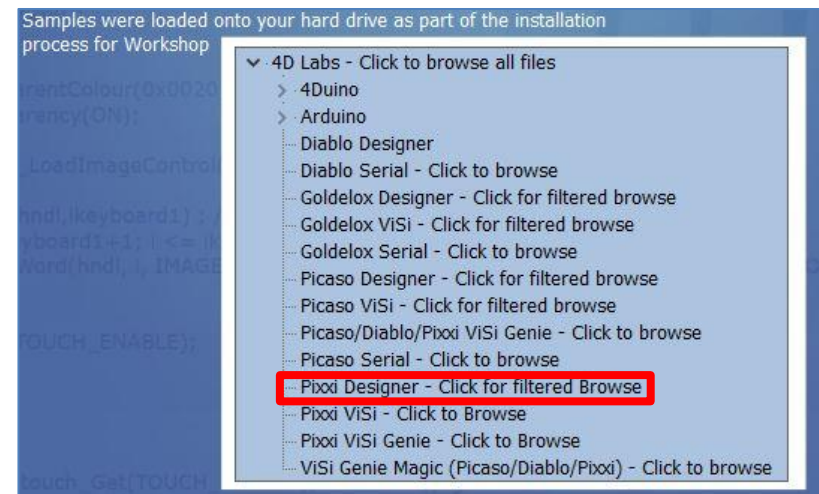 Samples were loaded onto your hard drive as part of the installation
process for Workshop
4D Labs - Click to browse all files
4Duino
Arduino
Diablo Designer
Diablo Serial - Click to browse
Goldelox Designer - Click for filtered browse
Goldelox ViSi - Click for filtered browse
Goldelox Serial - Click to browse
Picaso Designer - Click for filtered browse
Picaso ViSi - Click for filtered browse
Picaso/Diablo/Pixxi ViSi Genie - Click to browse
Picaso Serial - Click to browse
Pixxi Designer - Click for filtered Browse
Pixxi ViSi - Click to Browse
Pixxi ViSi Genie - Click to Browse
ViSi Genie Magic (Picaso/Diablo/Pixxi) - Click to browse